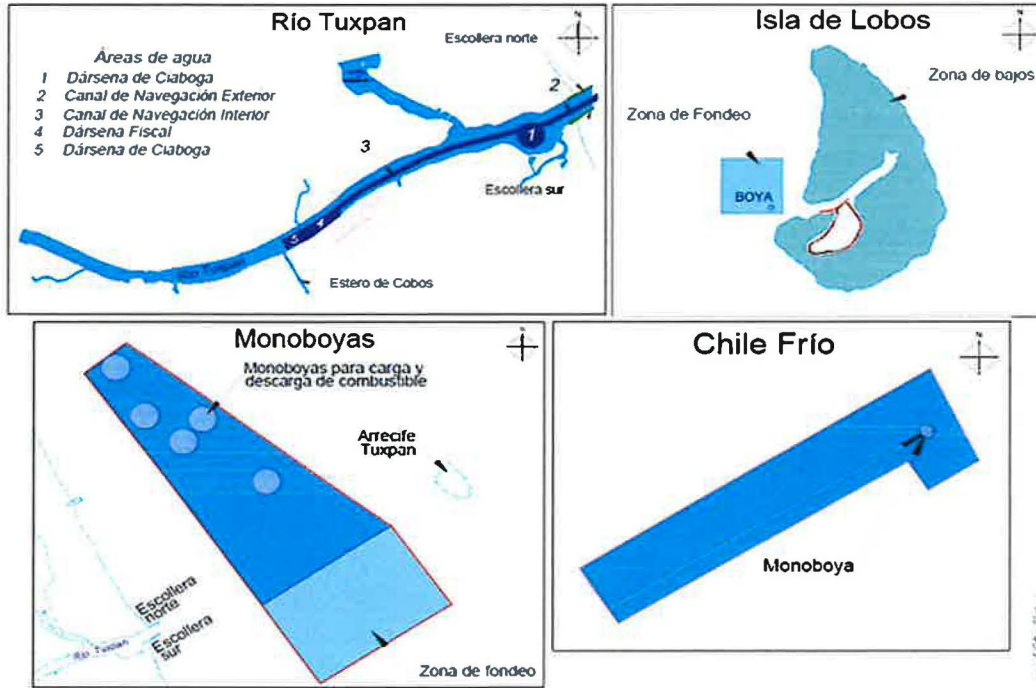 Río Tuxpan
N
Escollera norte
Áreas de agua
1 Dársena de Ciaboga
2 Canal de Navegación Exterior
3 Canal de Navegación Interior
4 Dársena Fiscal
5 Dársena de Ciaboga
2
1
3
Escollera sur
5
4
Río Tuxpan
Estero de Cobos
Isla de Lobos
N
Zona de bajos
Zona de Fondeo
BOYA
Monoboyas
N
Monoboyas para carga y
descarga de combustible
Arrecife
Tuxpan
Escollera
norte
Escollera
sur
Río Tuxpan
Zona de fondeo
Chile Frío
N
Monoboya